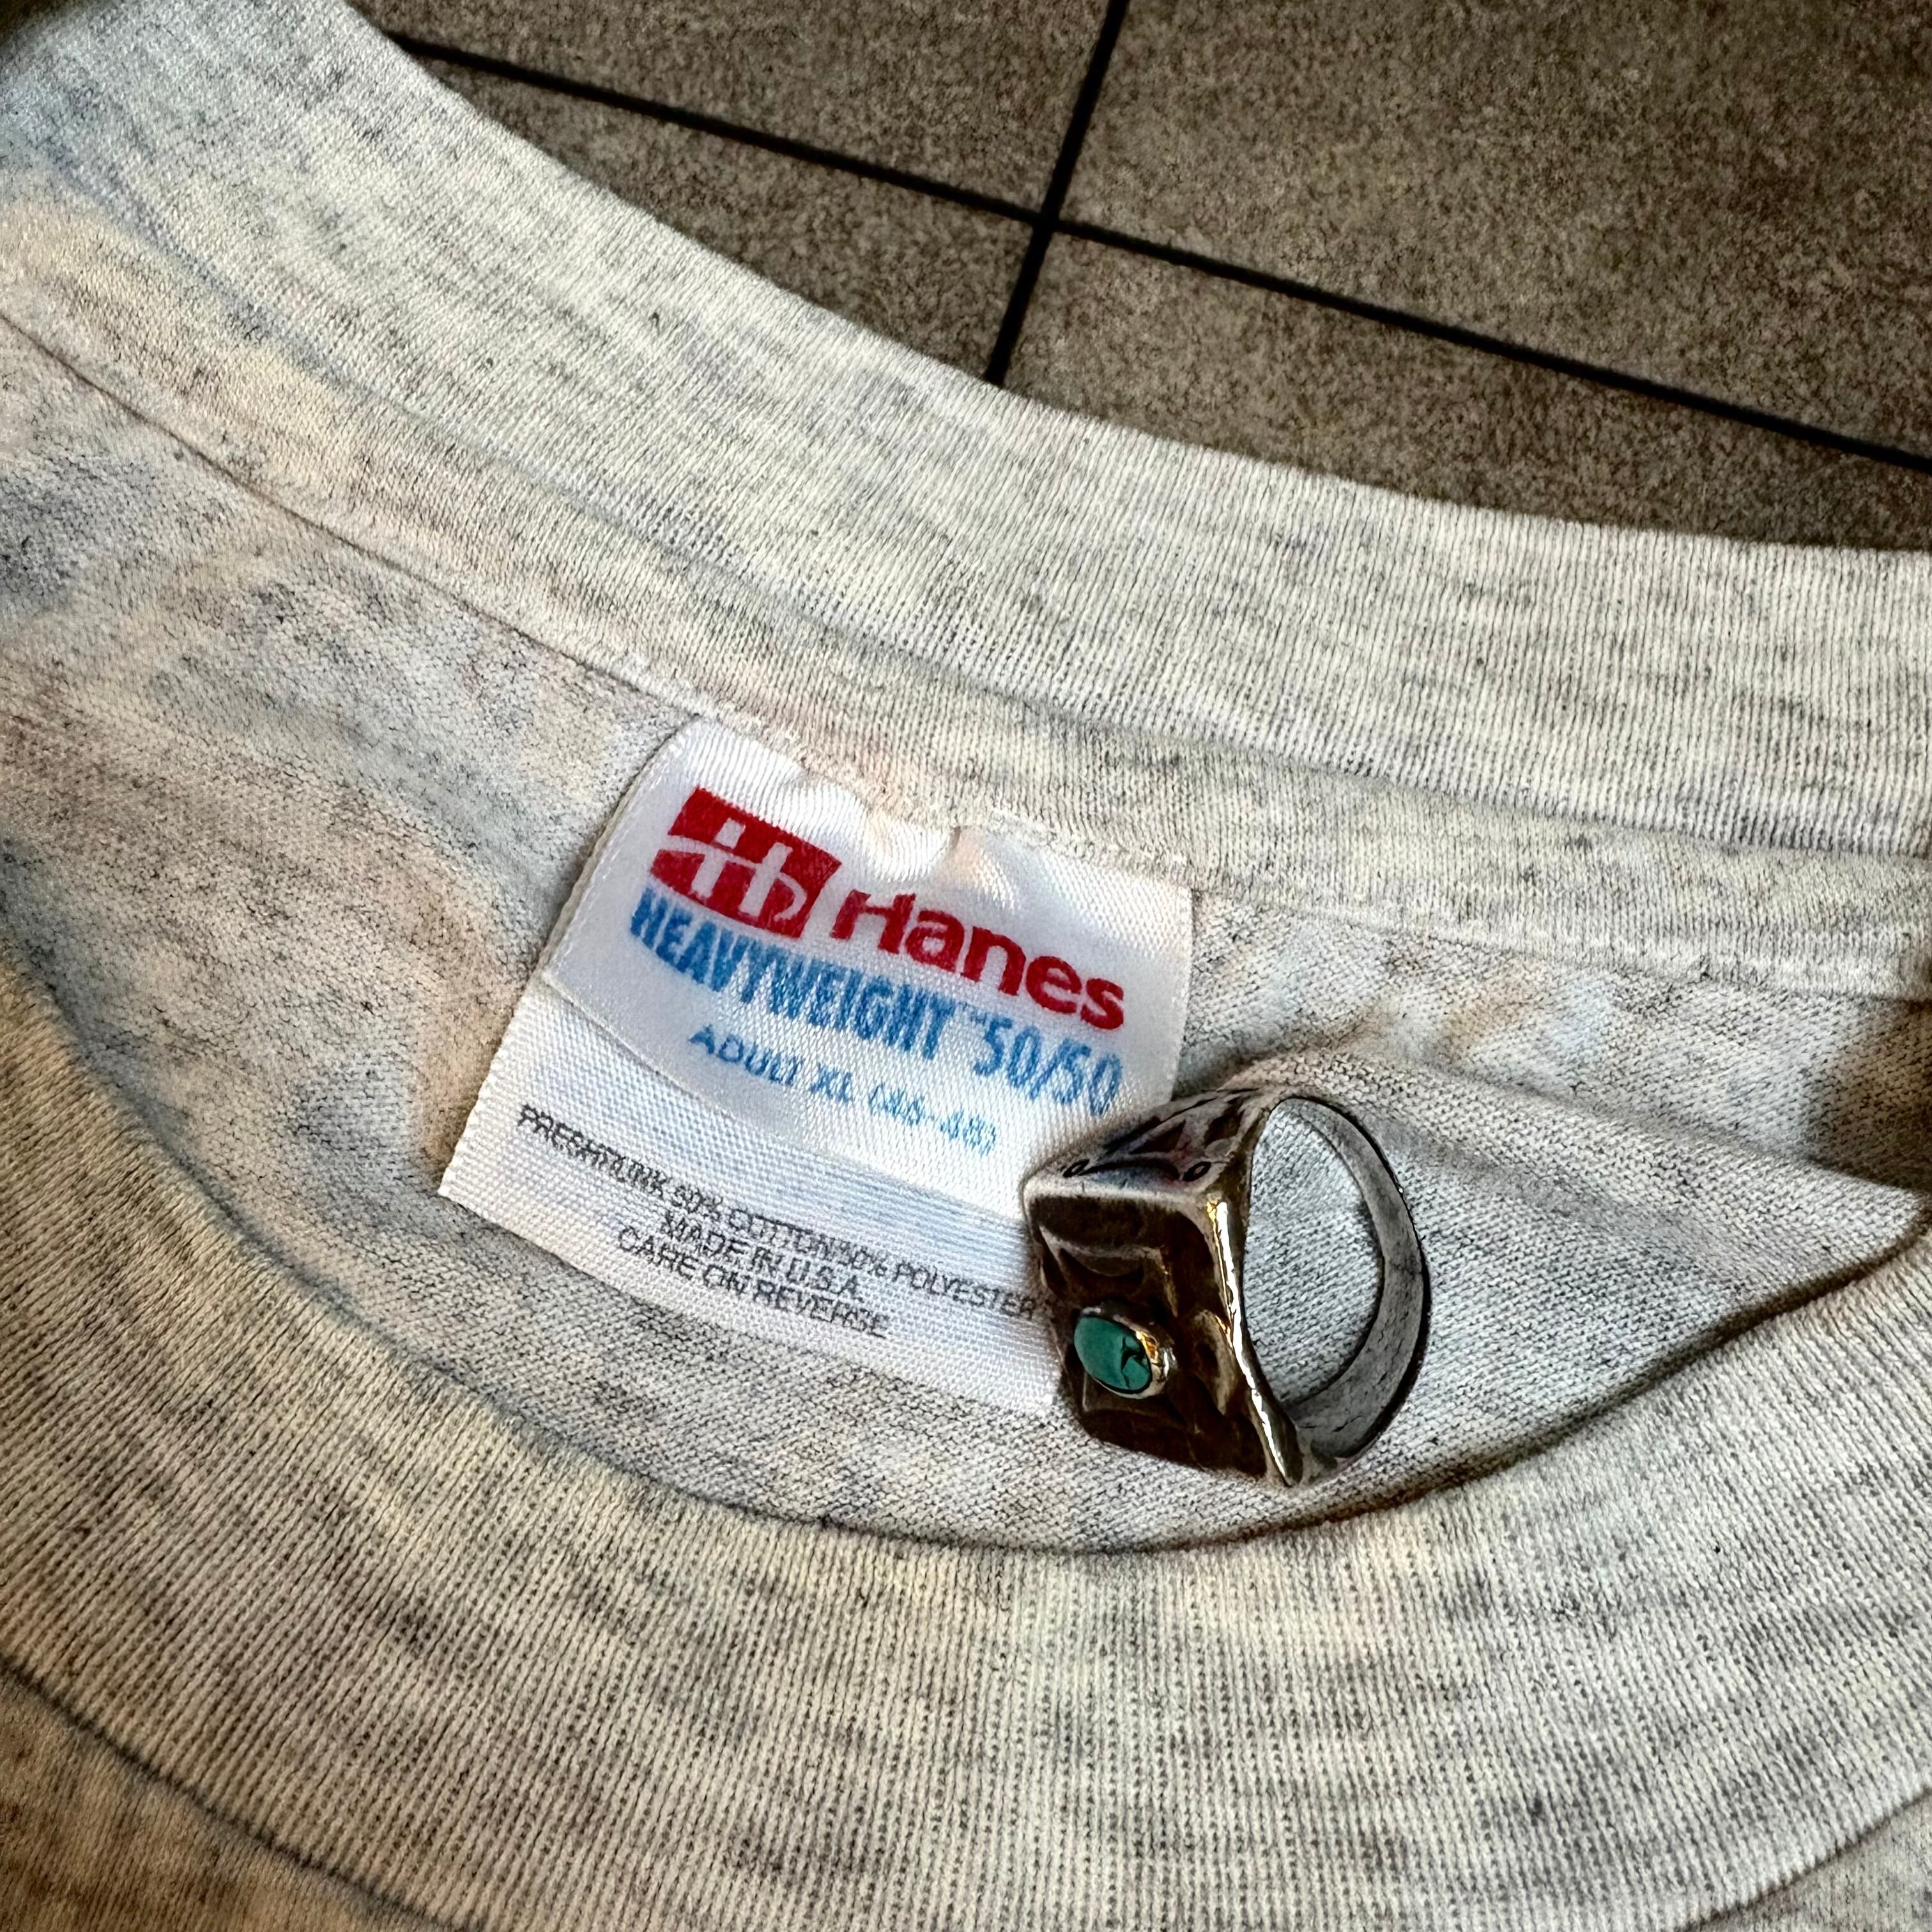 Hanes
HEAVYWEIGHT 50/50
ADULT XL (46-48)
PRESHRUNK 50% COTTON 50% POLYESTER
MADE IN U.S.A.
CARE ON REVERSE